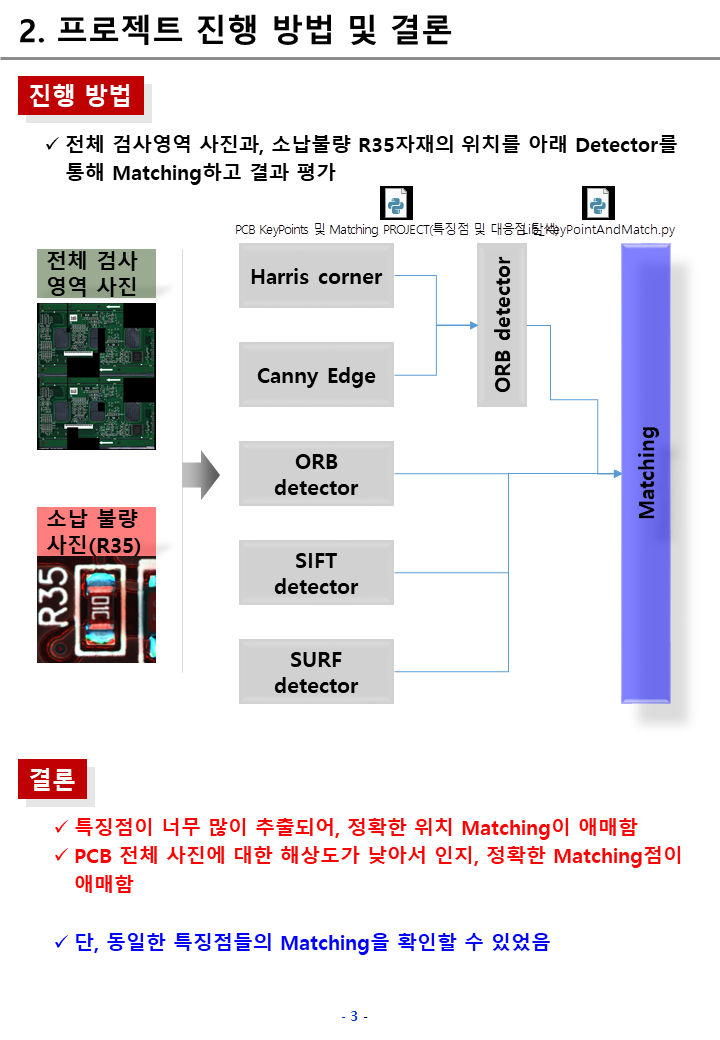 2. 프로젝트 진행 방법 및 결론
진행 방법
✓ 전체 검사영역 사진과, 소납불량 R35자재의 위치를 아래 Detector를
통해 Matching하고 결과 평가
PCB KeyPoints 및 Matching PROJECT(특징점 및 대응점 탐색)
KeyPointAndMatch.py
전체 검사
영역 사진
Harris corner
Canny Edge
ORB detector
ORB
detector
SIFT
detector
SURF
detector
Matching
소납 불량
사진(R35)
R35
310
결론
✓ 특징점이 너무 많이 추출되어, 정확한 위치 Matching이 애매함
✓ PCB 전체 사진에 대한 해상도가 낮아서 인지, 정확한 Matching점이
애매함
✓ 단, 동일한 특징점들의 Matching을 확인할 수 있었음
- 3 -